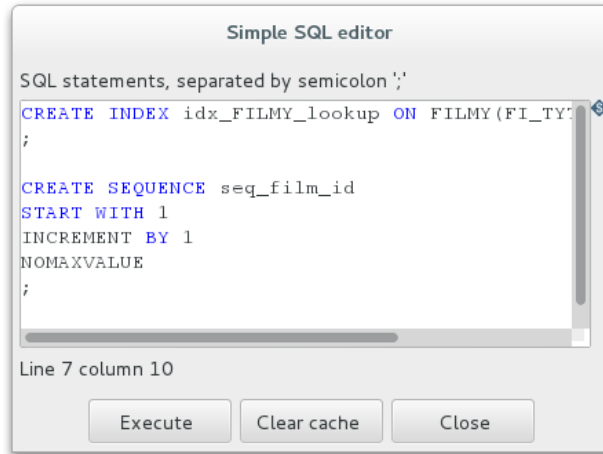 Simple SQL editor
SQL statements, separated by semicolon ';'
CREATE INDEX idx_FILMY_lookup ON FILMY(FI_TYT
;
CREATE SEQUENCE seq_film_id
START WITH 1
INCREMENT BY 1
NOMAXVALUE
;
Line 7 column 10
Execute Clear cache Close